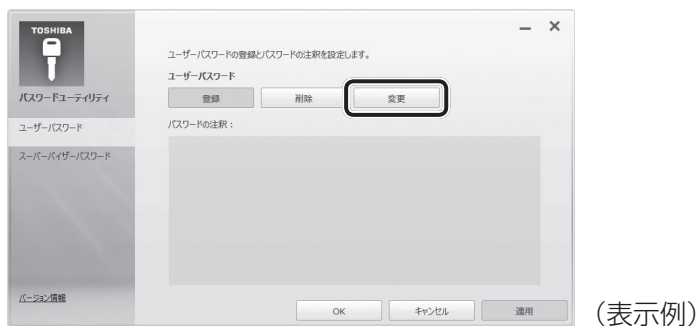 TOSHIBA
パスワードユーティリティ
ユーザーパスワード
スーパーバイザーパスワード
バージョン情報
ユーザーパスワードの登録とパスワードの注釈を設定します。
ユーザーパスワード
登録 削除 変更
パスワードの注釈：
OK キャンセル 適用
（表示例）